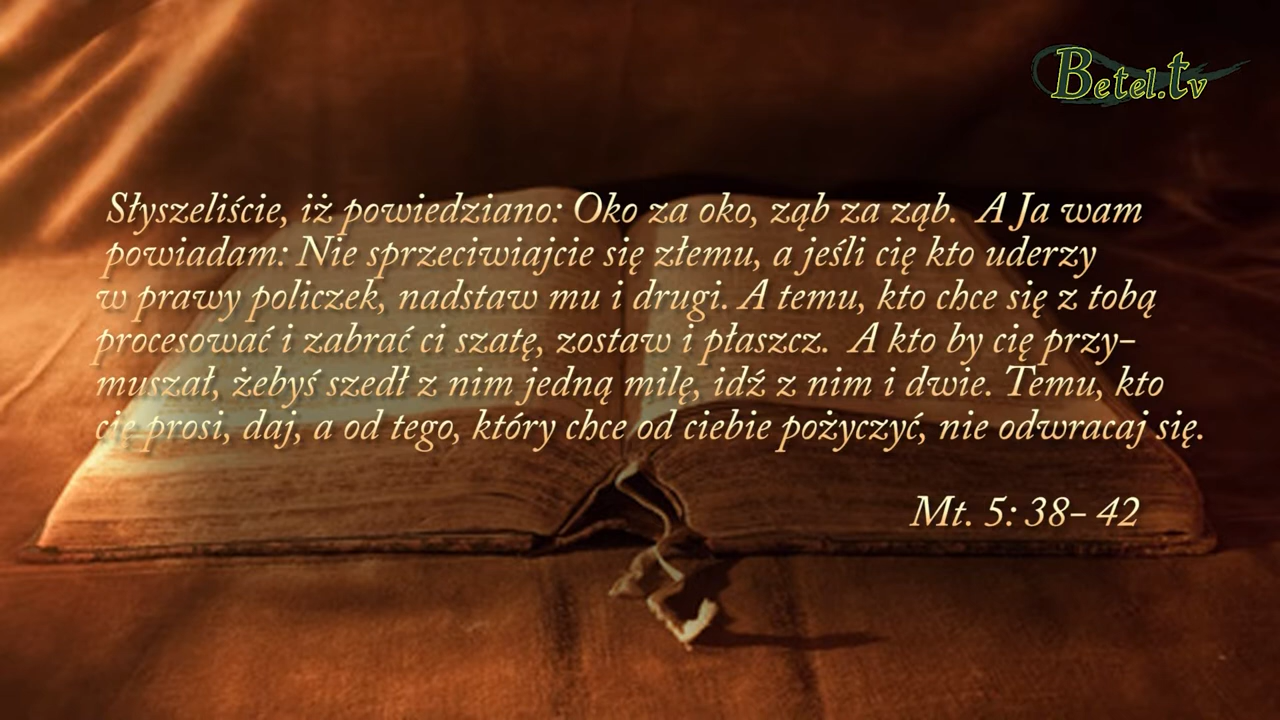 Betel.tv
Słyszeliście, iż powiedziano: Oko za oko, ząb za ząb. A Ja wam
powiadam: Nie sprzeciwiajcie się złemu, a jeśli cię kto uderzy
w prawy policzek, nadstaw mu i drugi. A temu, kto chce się z tobą
procesować i zabrać ci szatę, zostaw i płaszcz. A kto by cię przy-
muszał, żebyś szedł z nim jedną milę, idź z nim i dwie. Temu, kto
cię prosi, daj, a od tego, który chce od ciebie pożyczyć, nie odwracaj się.
Mt. 5: 38- 42